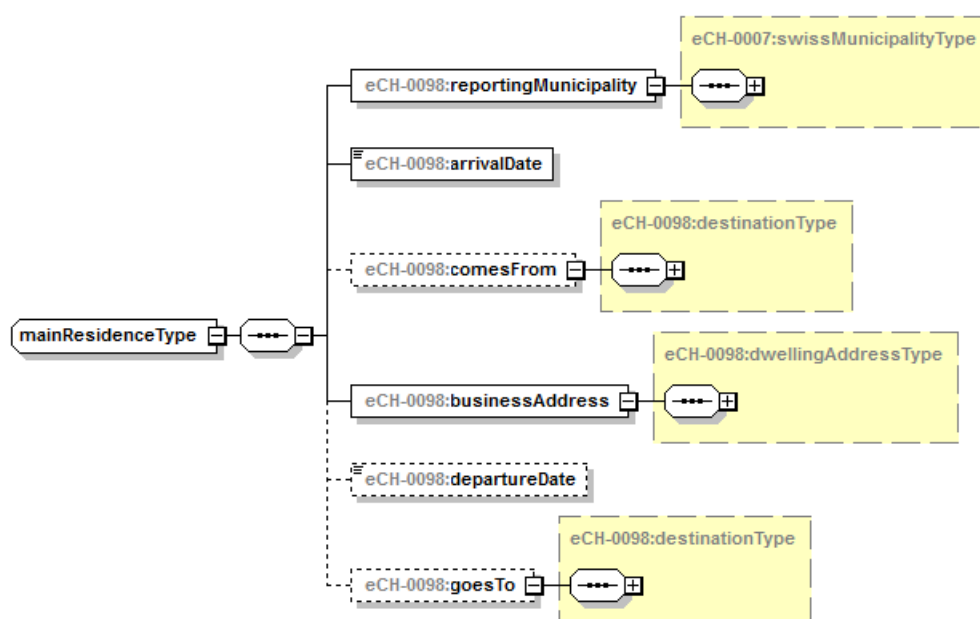 eCH-0007:swissMunicipalityType
eCH-0098:reportingMunicipality
eCH-0098:arrivalDate
eCH-0098:destinationType
eCH-0098:comesFrom
mainResidenceType
eCH-0098:dwellingAddressType
eCH-0098:businessAddress
eCH-0098:departureDate
eCH-0098:destinationType
eCH-0098:goesTo